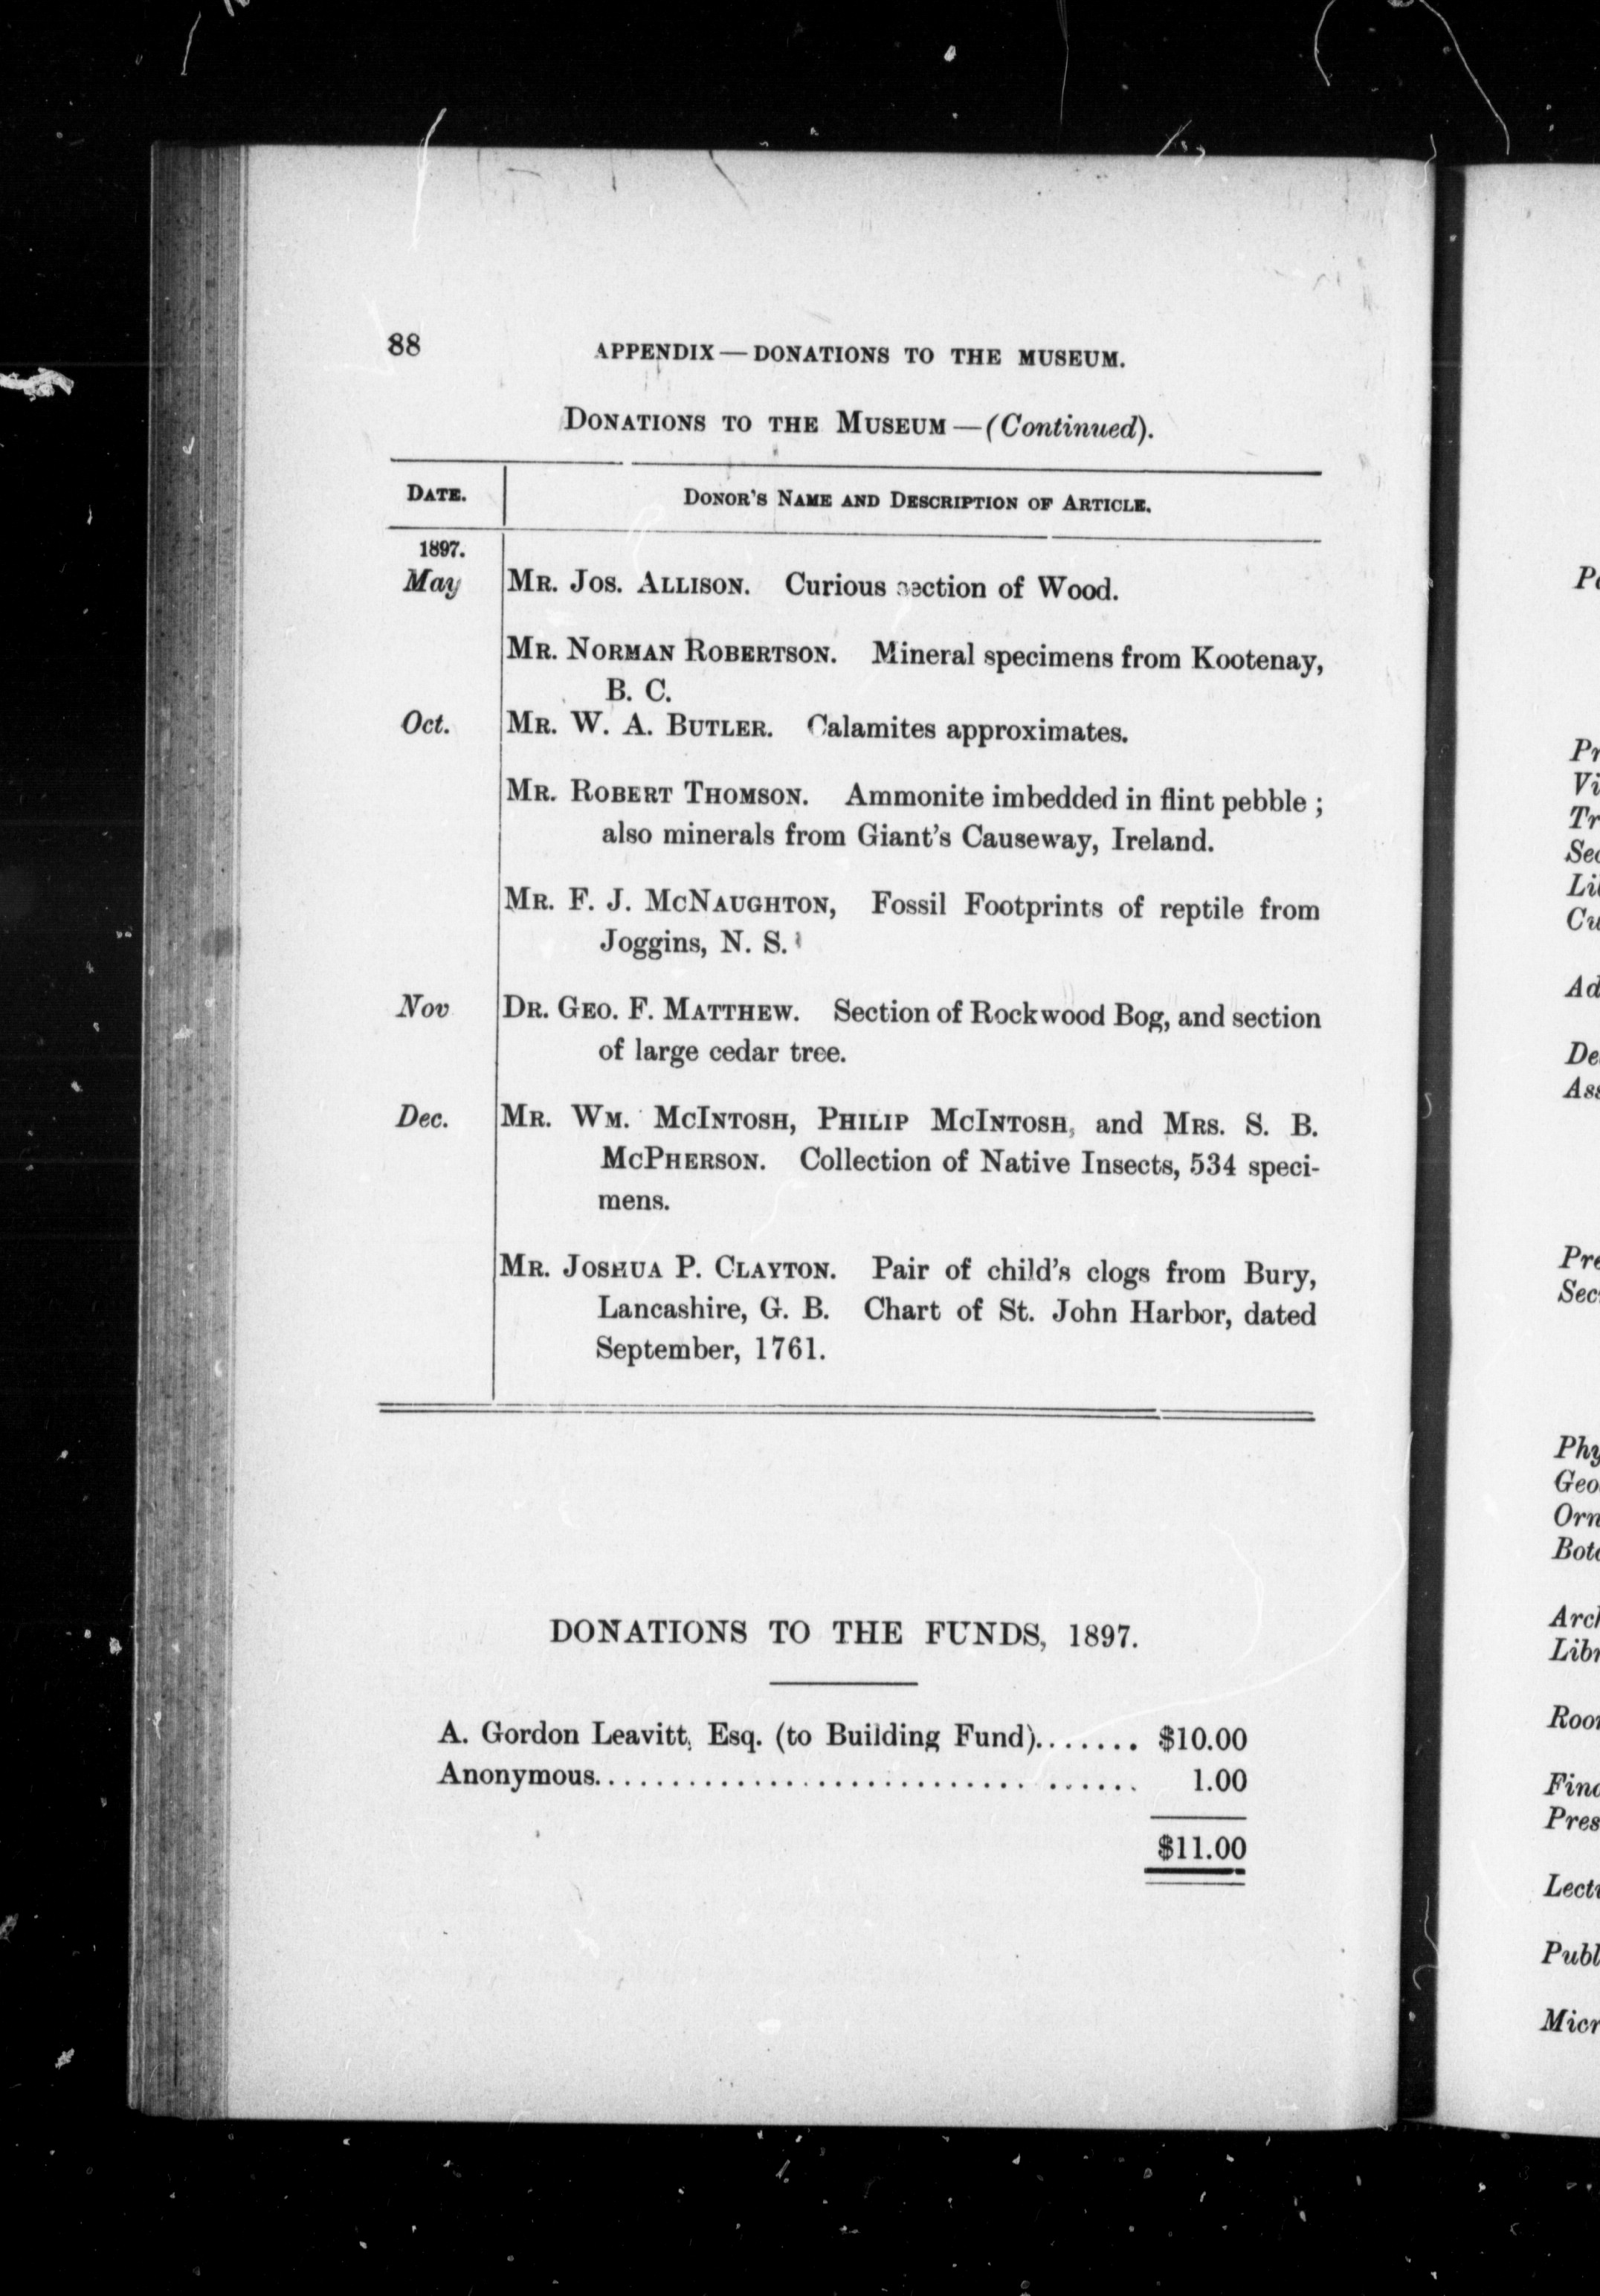 88
APPENDIX — DONATIONS TO THE MUSEUM.
DONATIONS TO THE MUSEUM — (Continued).
DATE.
DONOR'S NAME AND DESCRIPTION OF ARTICLE.
1897.
May
MR. JOS. ALLISON. Curious section of Wood.
MR. NORMAN ROBERTSON. Mineral specimens from Kootenay,
B. C.
Oct.
MR. W. A. BUTLER. Calamites approximates.
MR. ROBERT THOMSON. Ammonite imbedded in flint pebble ;
also minerals from Giant's Causeway, Ireland.
MR. F. J. MCNAUGHTON, Fossil Footprints of reptile from
Joggins, N. S.
Nov
DR. GEO. F. MATTHEW. Section of Rockwood Bog, and section
of large cedar tree.
Dec.
MR. WM. MCINTOSH, PHILIP MCINTOSH, and MRS. S. B.
MCPHERSON. Collection of Native Insects, 534 speci-
mens.
MR. JOSHUA P. CLAYTON. Pair of child's clogs from Bury,
Lancashire, G. B. Chart of St. John Harbor, dated
September, 1761.
DONATIONS TO THE FUNDS, 1897.
A. Gordon Leavitt, Esq. (to Building Fund)....... $10.00
Anonymous.................................... 1.00
$11.00